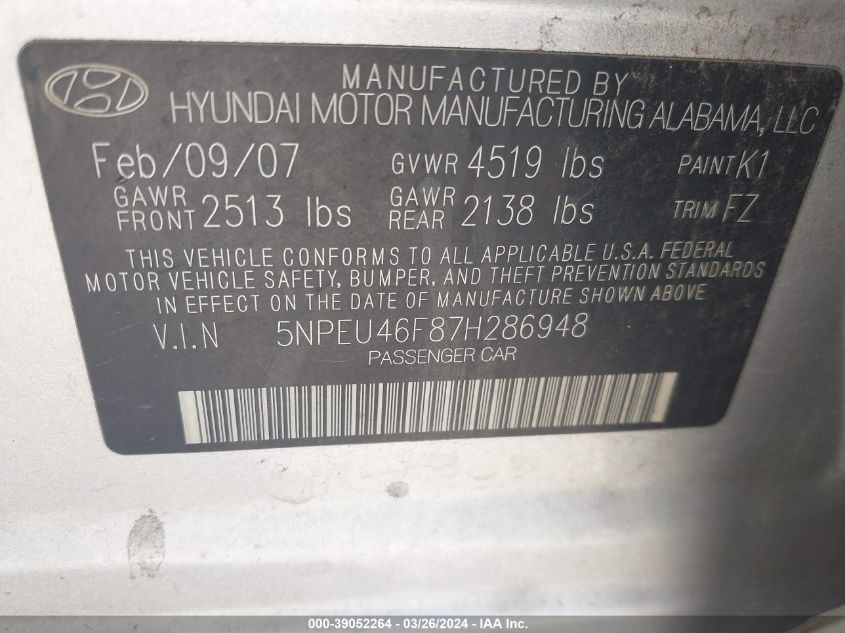 MANUFACTURED BY
HYUNDAI MOTOR MANUFACTURING ALABAMA, LLC
Feb/09/07 GVWR 4519 lbs PAINT K1
GAWR FRONT 2513 lbs GAWR REAR 2138 lbs TRIM FZ
THIS VEHICLE CONFORMS TO ALL APPLICABLE U.S.A. FEDERAL
MOTOR VEHICLE SAFETY, BUMPER, AND THEFT PREVENTION STANDARDS
IN EFFECT ON THE DATE OF MANUFACTURE SHOWN ABOVE
V.I.N 5NPEU46F87H286948
PASSENGER CAR
000-39052264 - 03/26/2024 - IAA Inc.